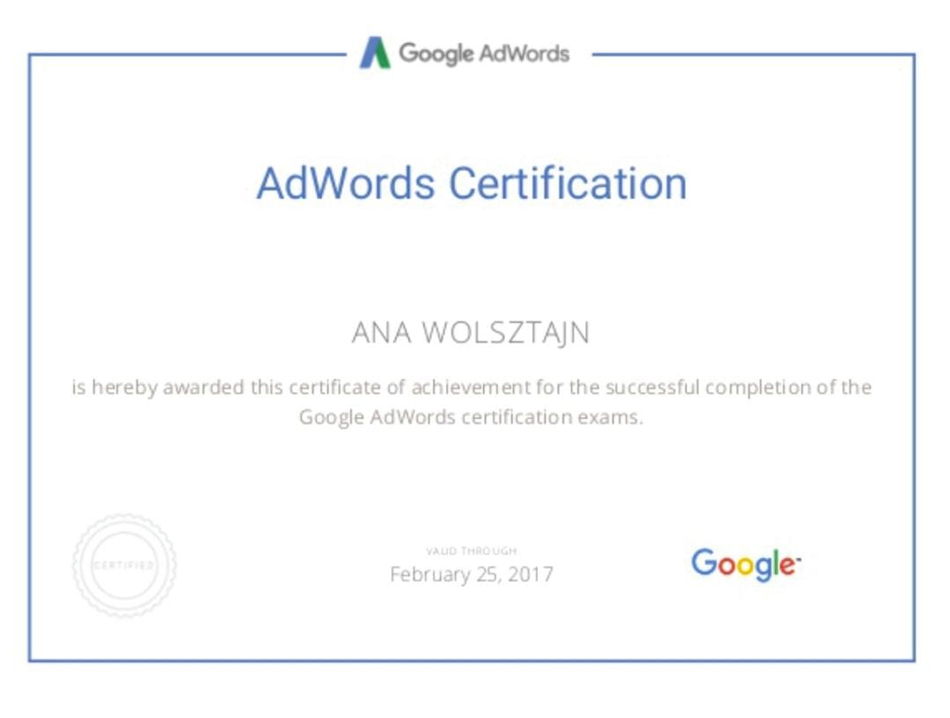 Google AdWords
AdWords Certification
ANA WOLSZTAJN
is hereby awarded this certificate of achievement for the successful completion of the
Google AdWords certification exams.
CERTIFIED
VALID THROUGH
February 25, 2017
Google